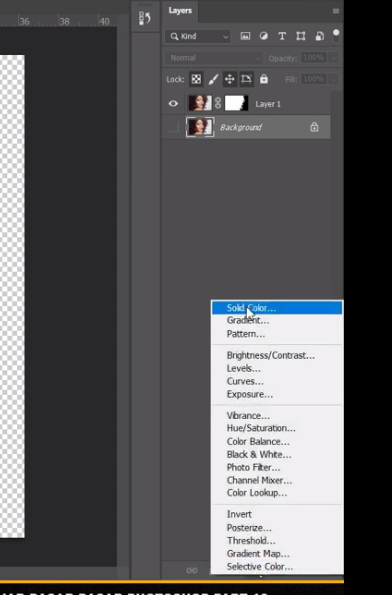 36 38 40
Layers
Kind
Normal Opacity: 100%
Lock: Fill: 100%
Layer 1
Background
Solid Color...
Gradient...
Pattern...
Brightness/Contrast...
Levels...
Curves...
Exposure...
Vibrance...
Hue/Saturation...
Color Balance...
Black & White...
Photo Filter...
Channel Mixer...
Color Lookup...
Invert
Posterize...
Threshold...
Gradient Map...
Selective Color...